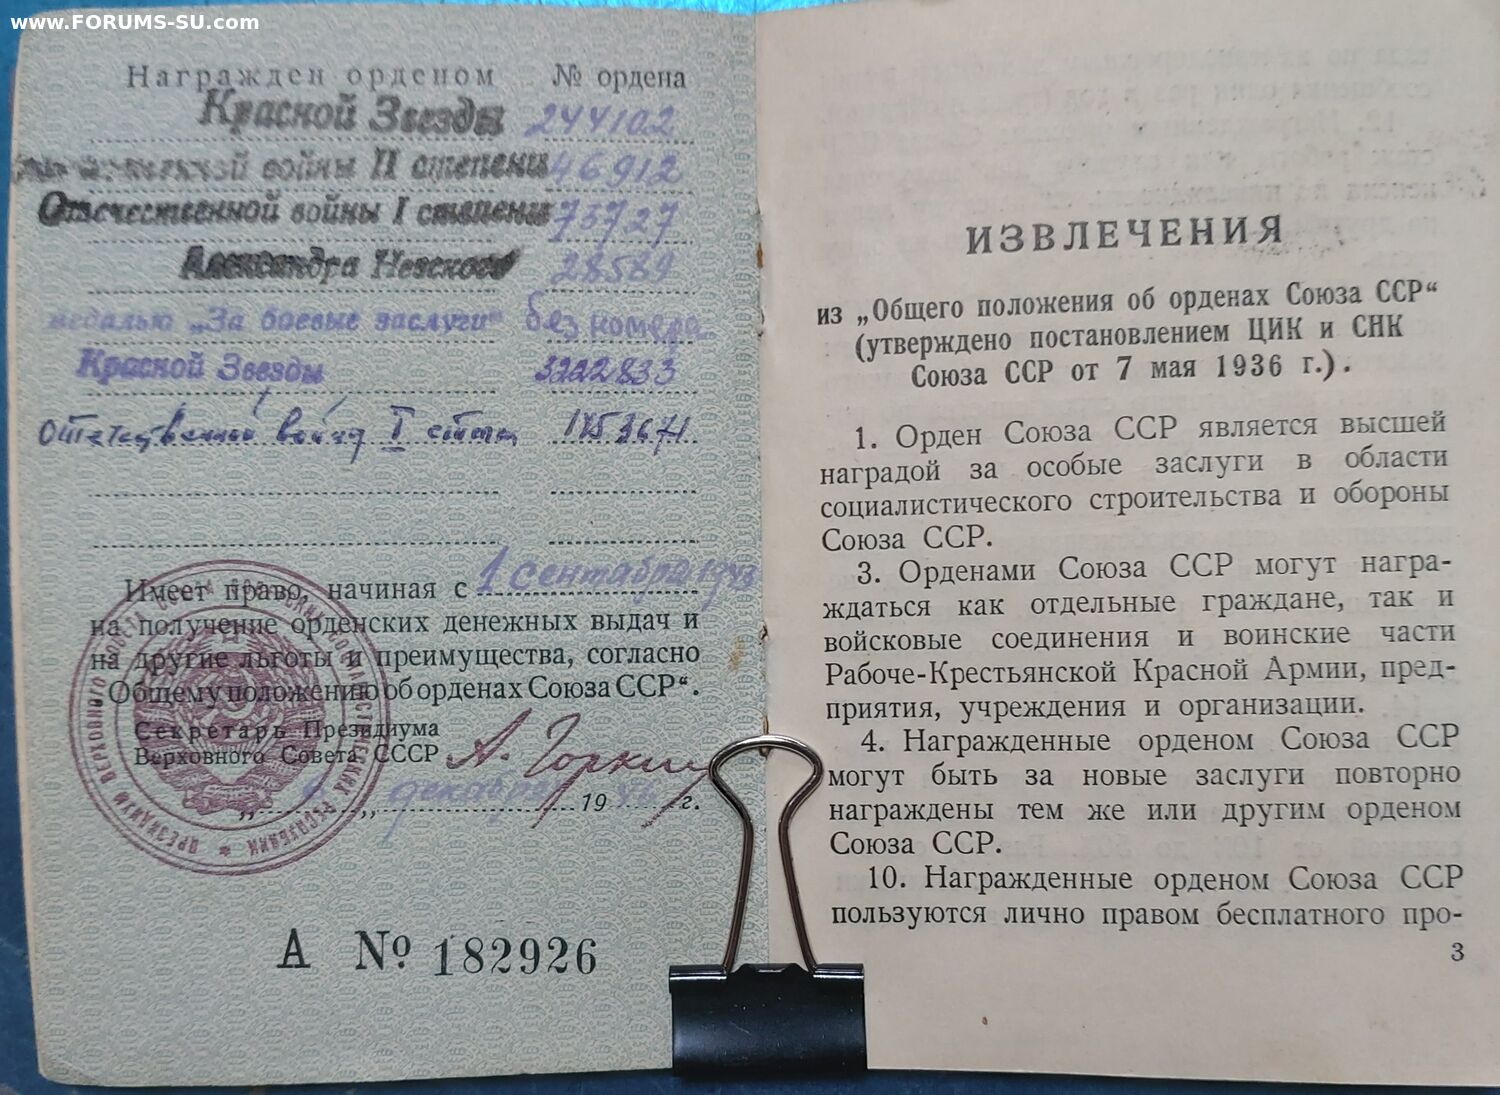 www.FORUMS-SU.com
Награжден орденом № ордена
Красной Звезды 244102
войны II степени 46912
Отечественной войны I степени 73727
Александра Невского 28589
медалью „За боевые заслуги" без номера
Красной Звезды 3222833
Отечественной войны I степ
Имеет право, начиная с 1 сентября
на получение орденских денежных выдач и
на другие льготы и преимущества, согласно
„Общему положению об орденах Союза ССР".
Секретарь Президиума
Верховного Совета СССР А. Горкин
„ „ декабря 19 г.
А № 182926
ИЗВЛЕЧЕНИЯ
из „Общего положения об орденах Союза ССР“
(утверждено постановлением ЦИК и СНК
Союза ССР от 7 мая 1936 г.).
1. Орден Союза ССР является высшей
наградой за особые заслуги в области
социалистического строительства и обороны
Союза ССР.
3. Орденами Союза ССР могут награ-
ждаться как отдельные граждане, так и
войсковые соединения и воинские части
Рабоче-Крестьянской Красной Армии, пред-
приятия, учреждения и организации.
4. Награжденные орденом Союза ССР
могут быть за новые заслуги повторно
награждены тем же или другим орденом
Союза ССР.
10. Награжденные орденом Союза ССР
пользуются лично правом бесплатного про-
3